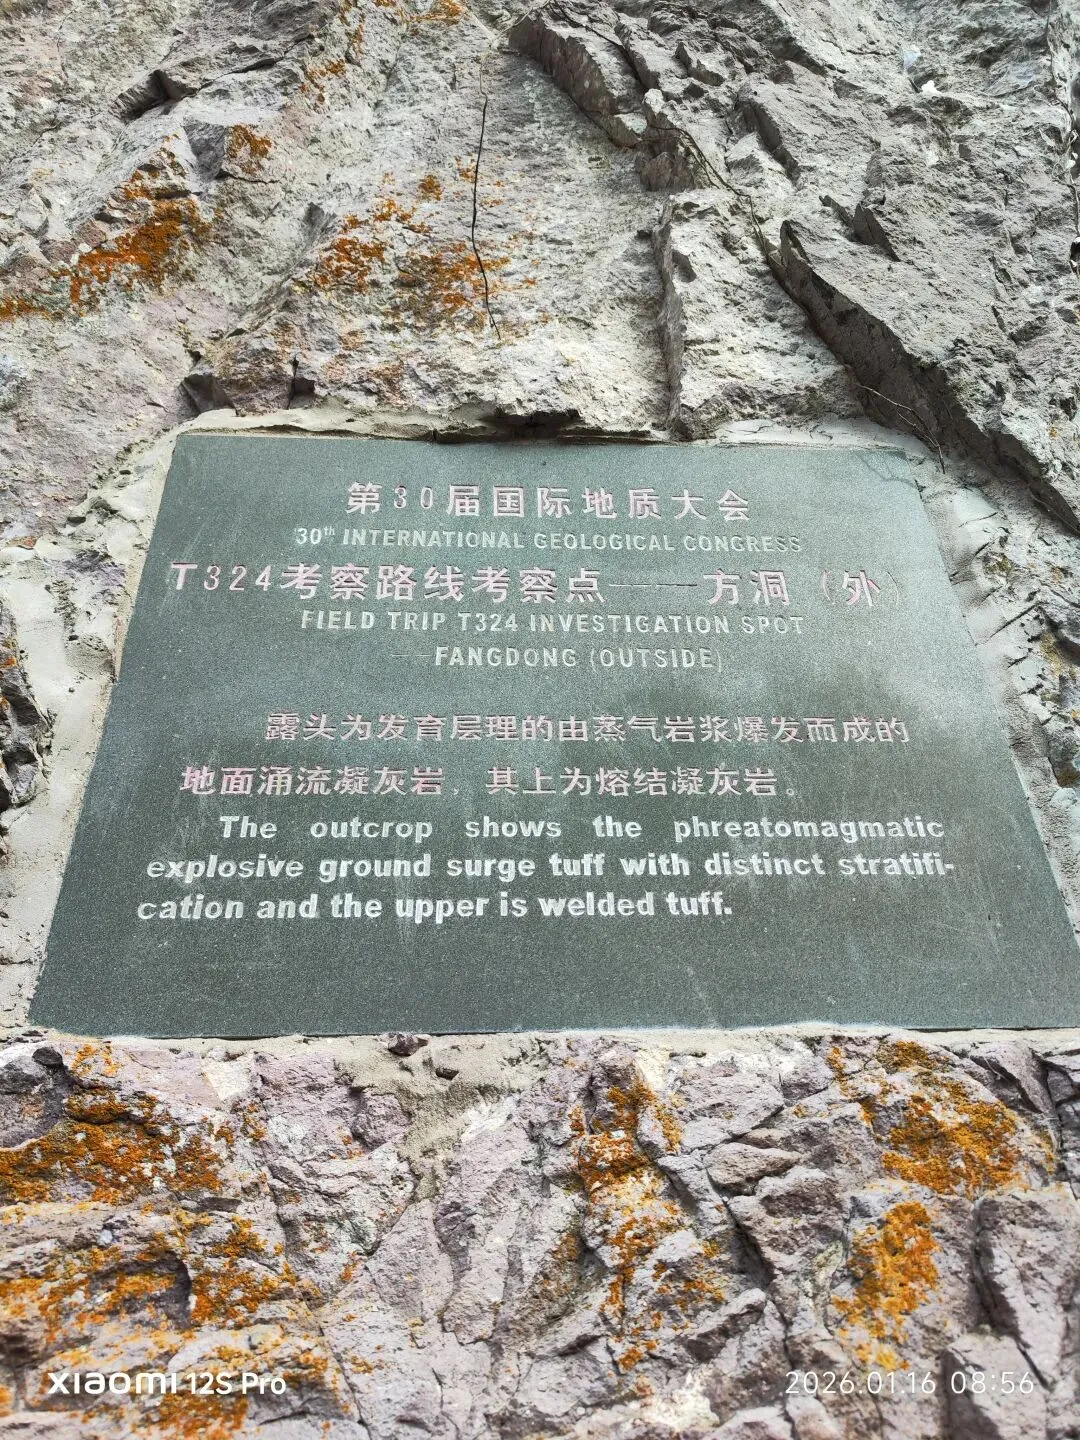 第30届国际地质大会
30th INTERNATIONAL GEOLOGICAL CONGRESS
T324考察路线考察点——方洞（外）
FIELD TRIP T324 INVESTIGATION SPOT
—FANGDONG (OUTSIDE)
露头为发育层理的由蒸气岩浆爆发而成的
地面涌流凝灰岩，其上为熔结凝灰岩。
The outcrop shows the phreatomagmatic
explosive ground surge tuff with distinct stratifi-
cation and the upper is welded tuff.
xiaomi 12S Pro
2026.01.16 08:56